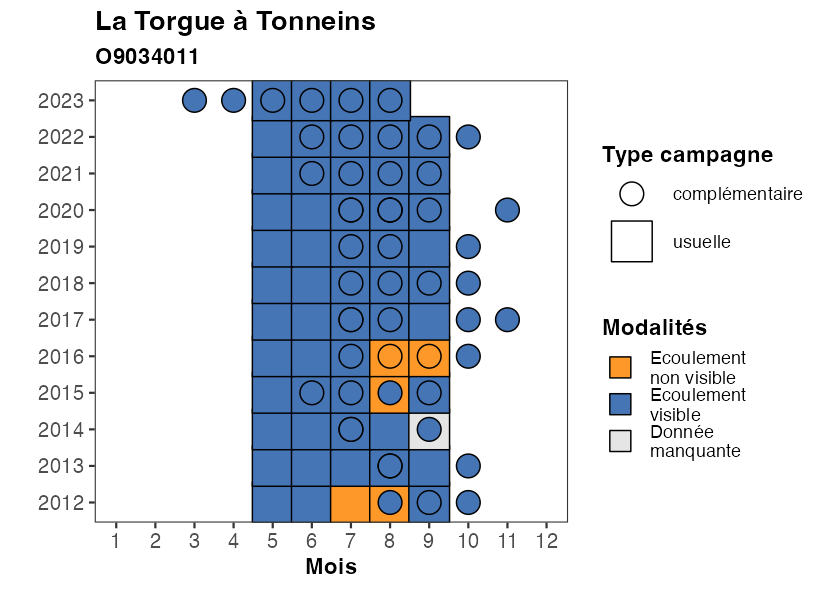 La Torgue à Tonneins
O9034011
2023
2022
2021
2020
2019
2018
2017
2016
2015
2014
2013
2012
1 2 3 4 5 6 7 8 9 10 11 12
Mois
Type campagne
complémentaire
usuelle
Modalités
Ecoulement
non visible
Ecoulement
visible
Donnée
manquante